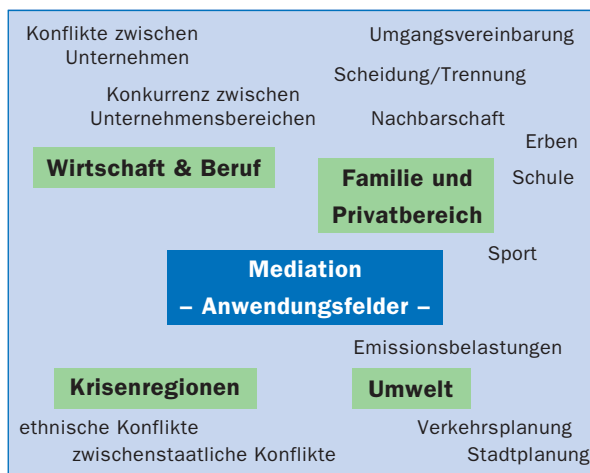 Konflikte zwischen
Unternehmen
Umgangsvereinbarung
Scheidung/Trennung
Konkurrenz zwischen
Unternehmensbereichen
Nachbarschaft
Erben
Wirtschaft & Beruf
Familie und
Privatbereich
Schule
Sport
Mediation
– Anwendungsfelder –
Emissionsbelastungen
Krisenregionen
Umwelt
ethnische Konflikte
zwischenstaatliche Konflikte
Verkehrsplanung
Stadtplanung